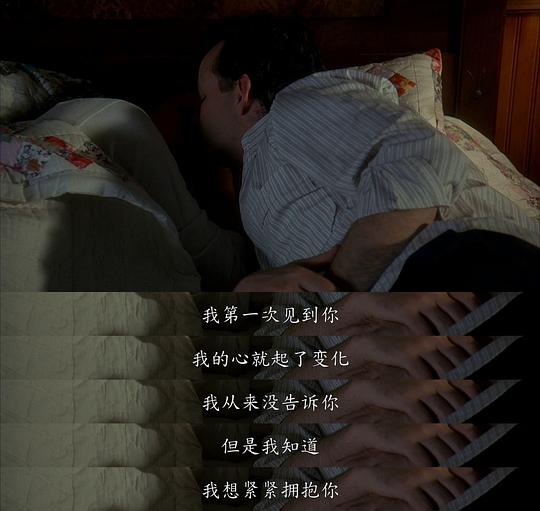 我第一次见到你
我的心就起了变化
我从来没告诉你
但是我知道
我想紧紧拥抱你